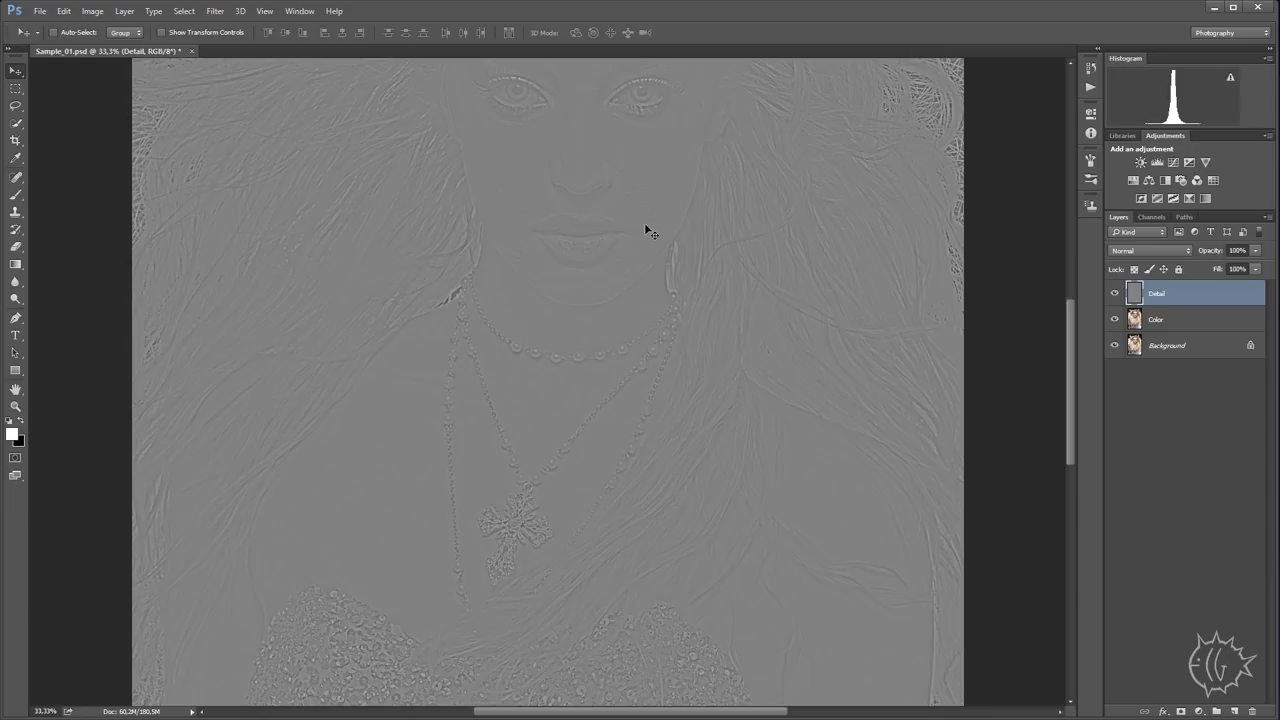 Ps File Edit Image Layer Type Select Filter 3D View Window Help
Auto-Select: Group Show Transform Controls 3D Mode: Photography
Sample_01.psd @ 33,3% (Detail, RGB/8*) * ×
Histogram
Libraries Adjustments
Add an adjustment
Layers Channels Paths
Kind
Normal Opacity: 100%
Lock: Fill: 100%
Detail
Color
Background
33,33% Doc: 60,2M/180,5M